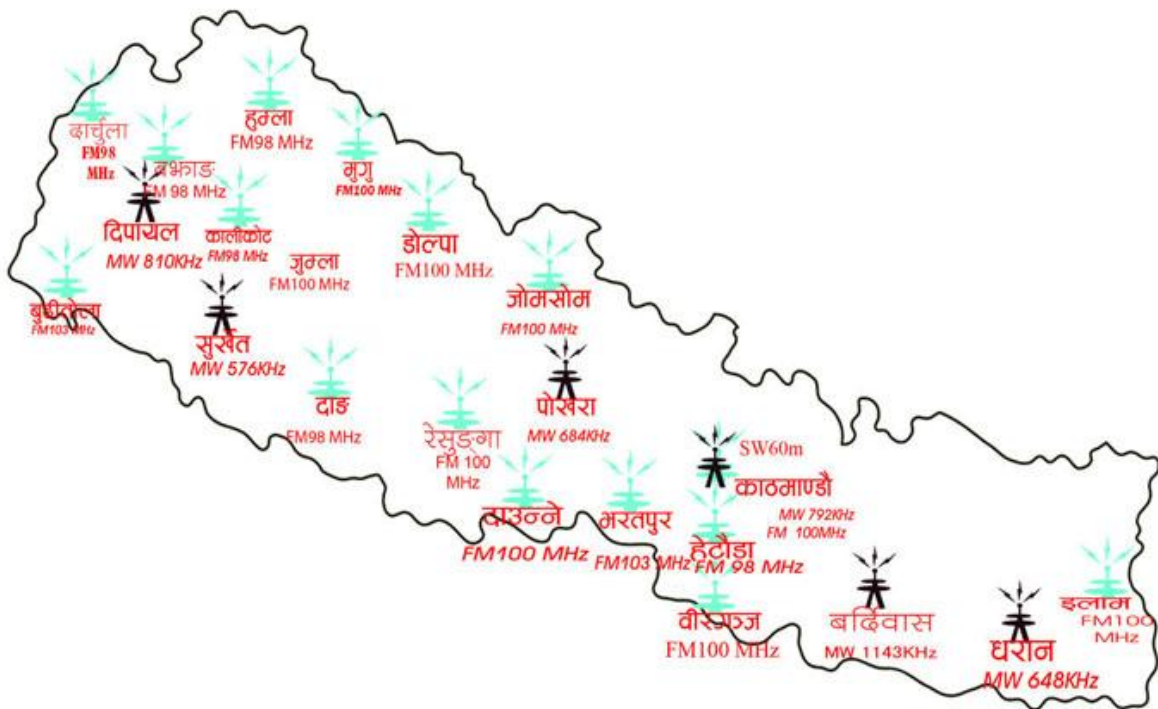 दार्चुला
FM98
MHz
हुम्ला
FM98 MHz
बझाङ
FM 98 MHz
मुगु
FM100 MHz
दिपायल
MW 810KHz
कालीकोट
FM98 MHz
जुम्ला
FM100 MHz
डोल्पा
FM100 MHz
जोमसोम
FM100 MHz
बुढीतोला
FM103 MHz
सुर्खेत
MW 576KHz
दाङ
FM98 MHz
रेसुङ्गा
FM 100
MHz
पोखरा
MW 684KHz
SW60m
काठमाण्डौ
MW 792KHz
FM 100MHz
दाउन्ने
FM100 MHz
भरतपुर
FM103 MHz
हेटौडा
FM 98 MHz
वीरगञ्ज
FM100 MHz
बर्दिवास
MW 1143KHz
धरान
MW 648KHz
इलाम
FM100
MHz